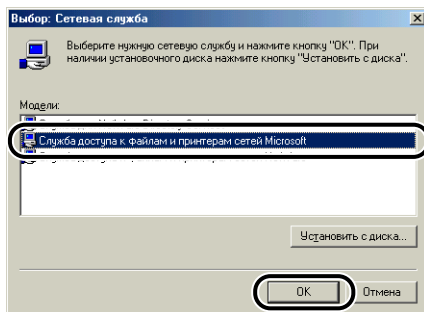 Выбор: Сетевая служба
Выберите нужную сетевую службу и нажмите кнопку "OK". При
наличии установочного диска нажмите кнопку "Установить с диска".
Модели:
Служба доступа к файлам и принтерам сетей Microsoft
Установить с диска...
OK
Отмена